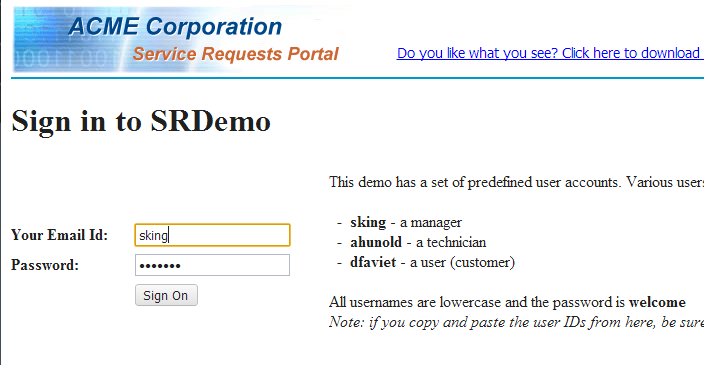 ACME Corporation
Service Requests Portal
Do you like what you see? Click here to download
Sign in to SRDemo
This demo has a set of predefined user accounts. Various users
- sking - a manager
- ahunold - a technician
- dfaviet - a user (customer)
Your Email Id: sking
Password: •••••••
Sign On
All usernames are lowercase and the password is welcome
Note: if you copy and paste the user IDs from here, be sure